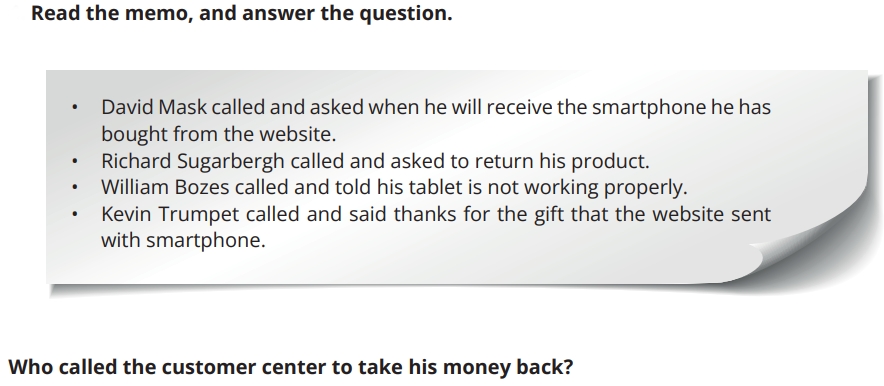 Read the memo, and answer the question.
• David Mask called and asked when he will receive the smartphone he has
bought from the website.
• Richard Sugarbergh called and asked to return his product.
• William Bozes called and told his tablet is not working properly.
• Kevin Trumpet called and said thanks for the gift that the website sent
with smartphone.
Who called the customer center to take his money back?